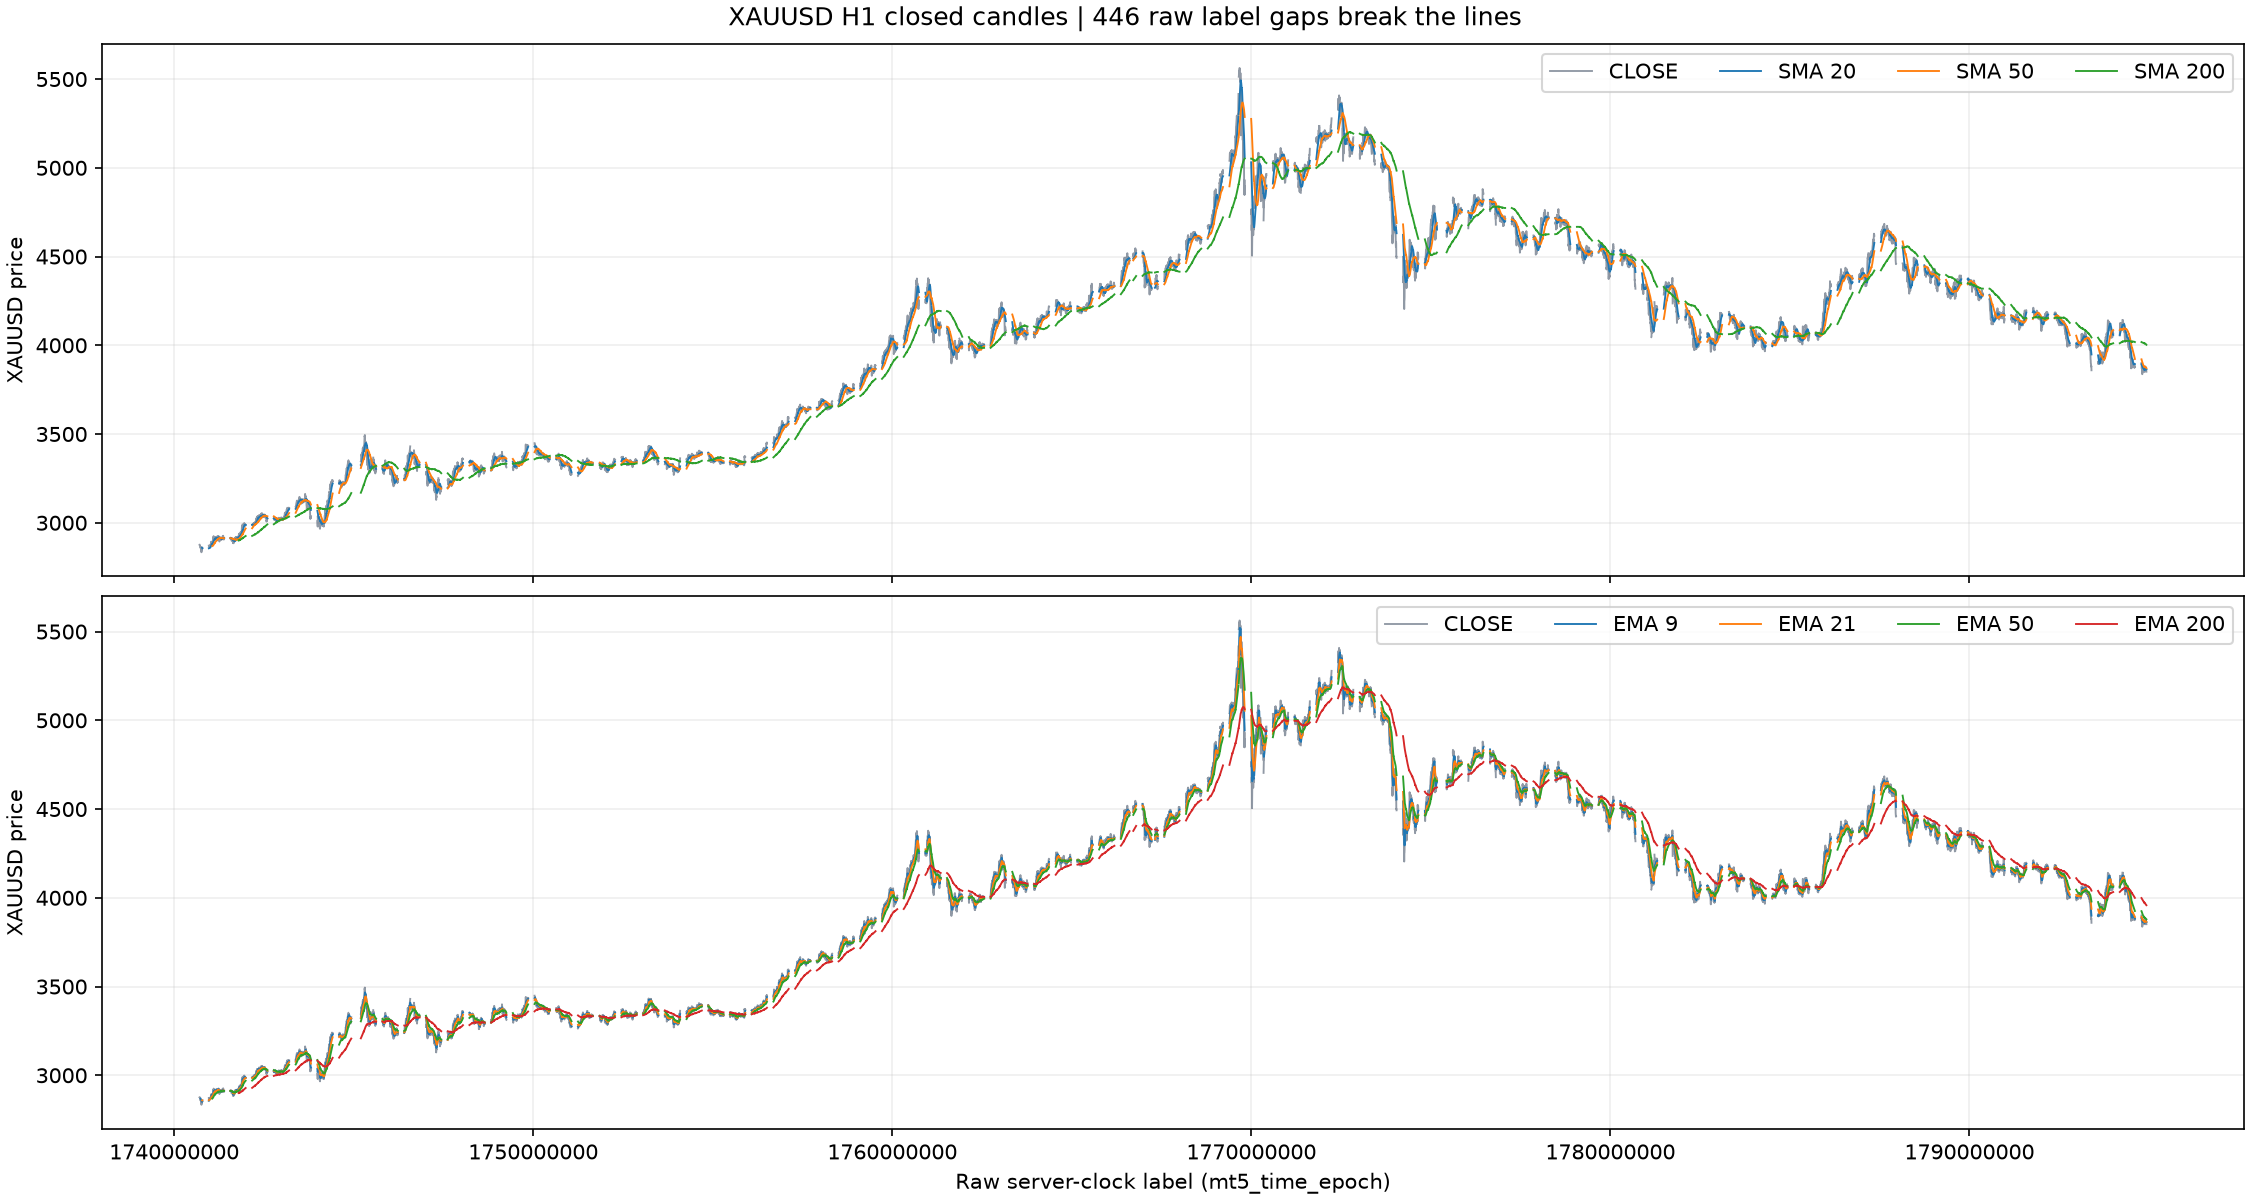 XAUUSD H1 closed candles | 446 raw label gaps break the lines
CLOSE SMA 20 SMA 50 SMA 200
5500
5000
4500
4000
3500
3000
XAUUSD price
CLOSE EMA 9 EMA 21 EMA 50 EMA 200
5500
5000
4500
4000
3500
3000
XAUUSD price
1740000000 1750000000 1760000000 1770000000 1780000000 1790000000
Raw server-clock label (mt5_time_epoch)